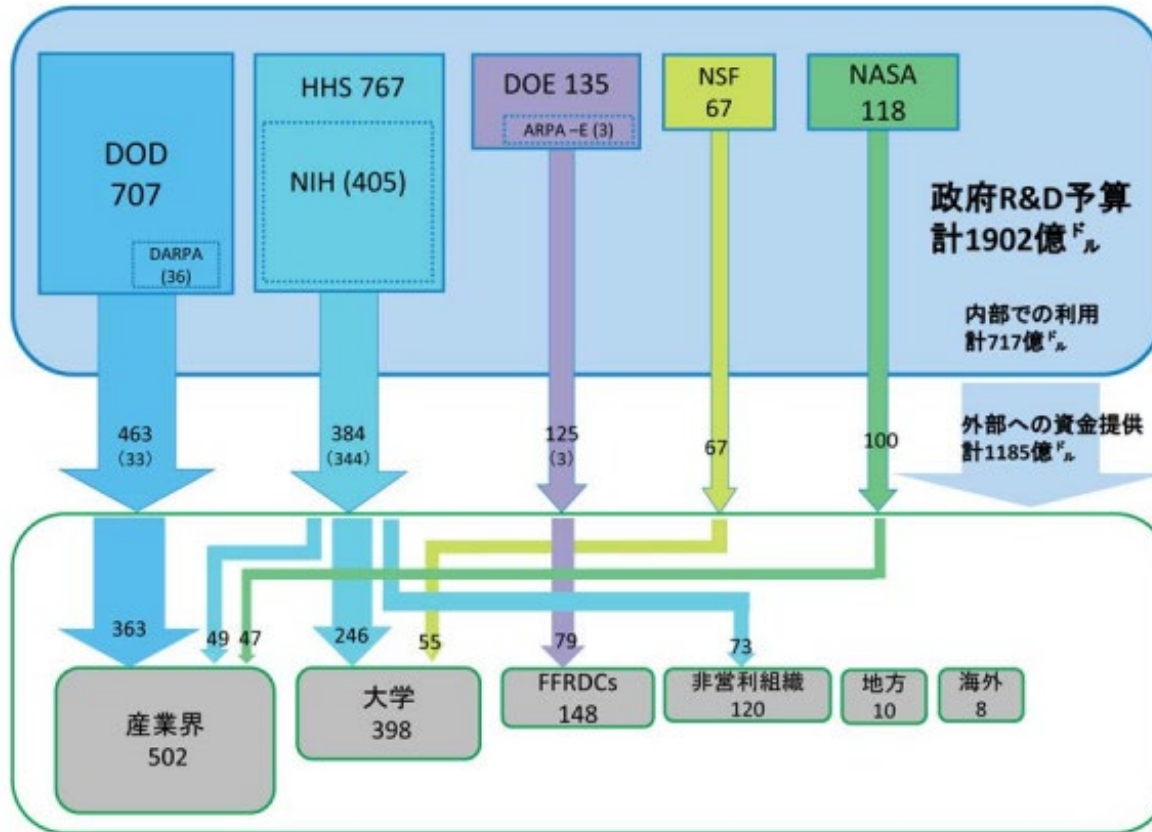 DOD
707
DARPA
(36)
HHS 767
NIH (405)
DOE 135
ARPA –E (3)
NSF
67
NASA
118
政府R&D予算
計1902億㌦
内部での利用
計717億㌦
463
(33)
384
(344)
125
(3)
67
100
外部への資金提供
計1185億㌦
363
49
47
246
55
79
73
産業界
502
大学
398
FFRDCs
148
非営利組織
120
地方
10
海外
8